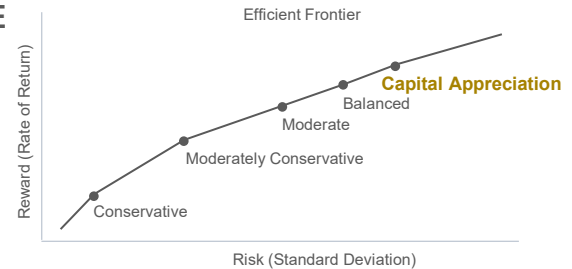 E
Efficient Frontier
Capital Appreciation
Balanced
Moderate
Moderately Conservative
Conservative
Reward (Rate of Return)
Risk (Standard Deviation)